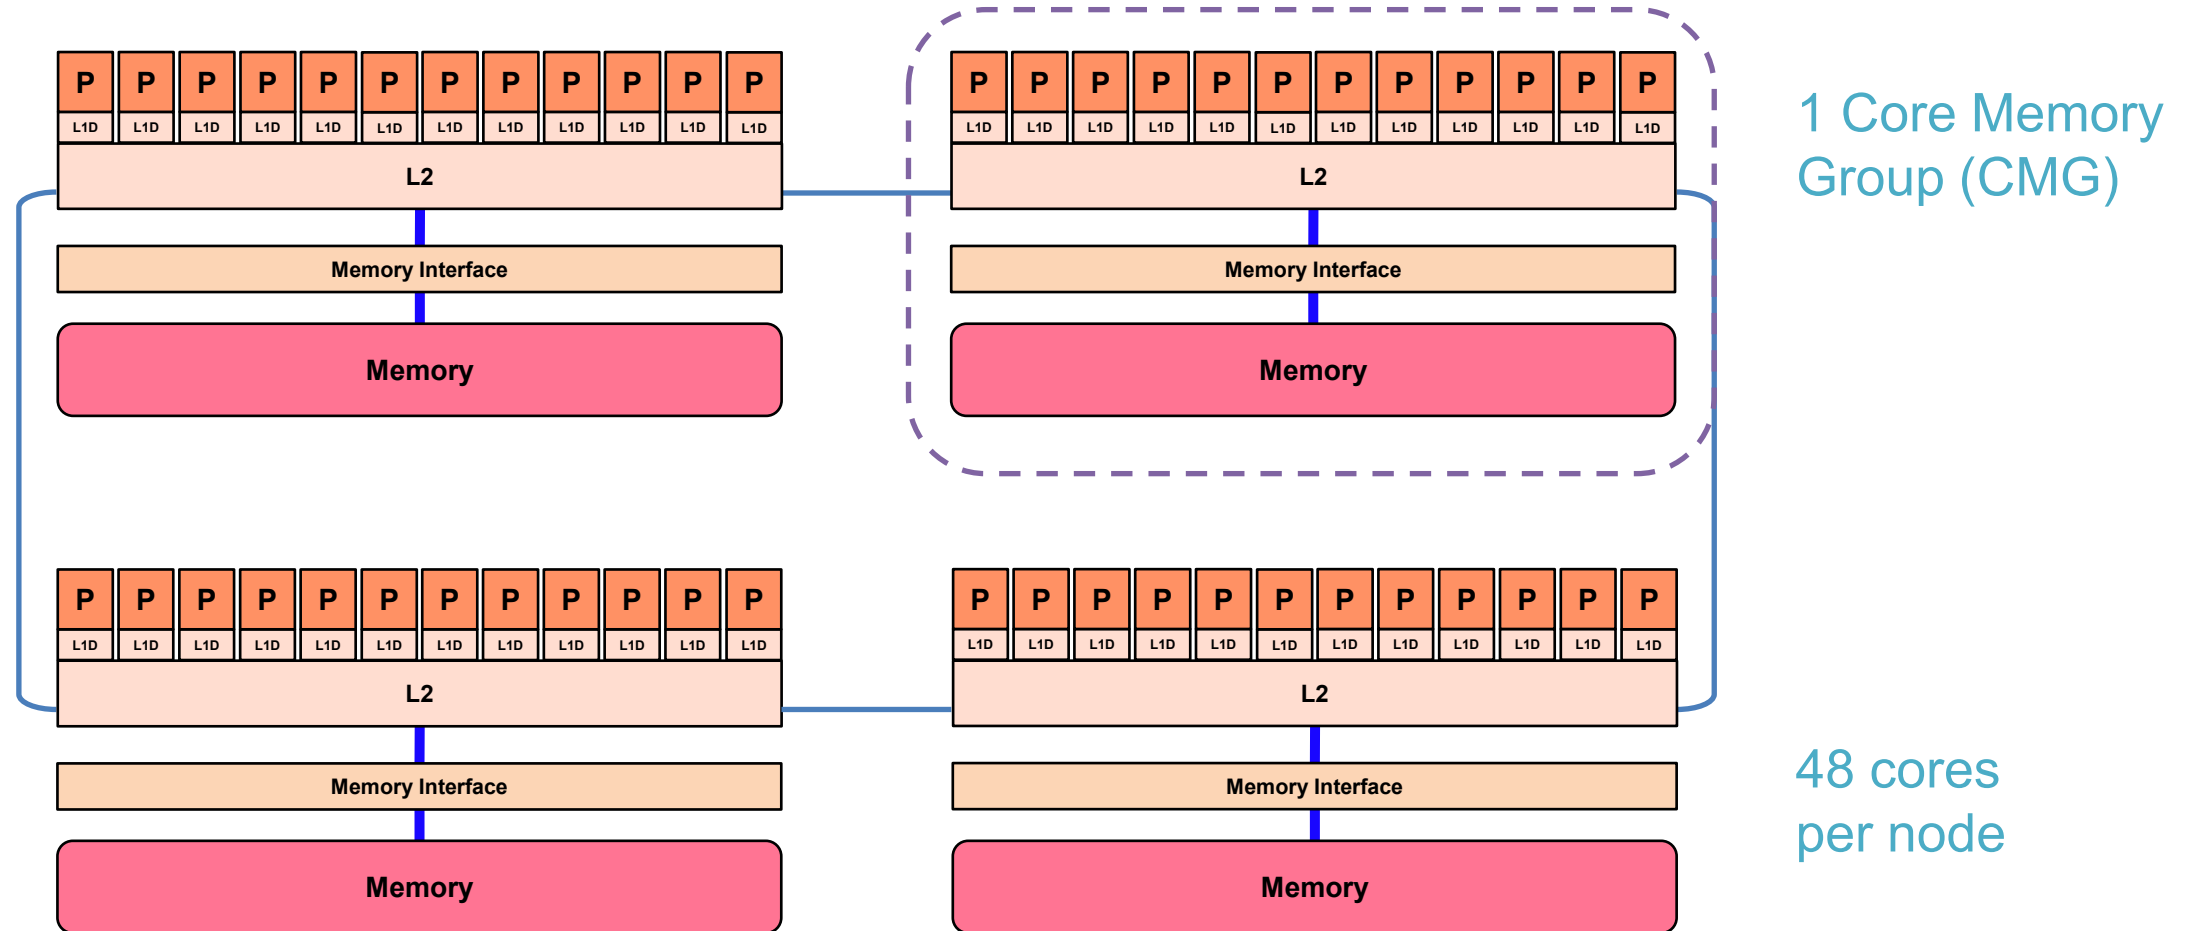 P P P P P P P P P P P P
L1D L1D L1D L1D L1D L1D L1D L1D L1D L1D L1D L1D
L2
Memory Interface
Memory
P P P P P P P P P P P P
L1D L1D L1D L1D L1D L1D L1D L1D L1D L1D L1D L1D
L2
Memory Interface
Memory
1 Core Memory
Group (CMG)
P P P P P P P P P P P P
L1D L1D L1D L1D L1D L1D L1D L1D L1D L1D L1D L1D
L2
Memory Interface
Memory
P P P P P P P P P P P P
L1D L1D L1D L1D L1D L1D L1D L1D L1D L1D L1D L1D
L2
Memory Interface
Memory
48 cores
per node